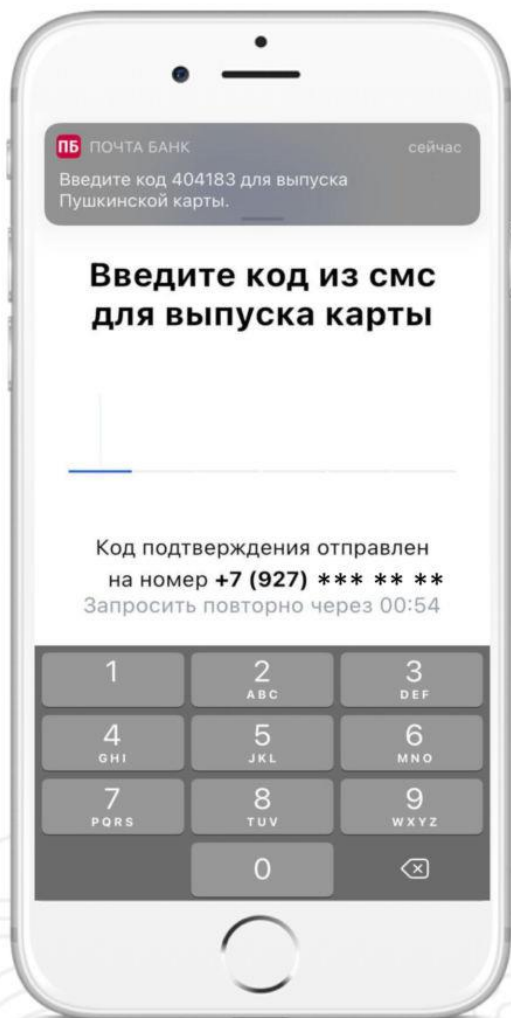 ПБ ПОЧТА БАНК сейчас
Введите код 404183 для выпуска
Пушкинской карты.
Введите код из смс
для выпуска карты
Код подтверждения отправлен
на номер +7 (927) *** ** **
Запросить повторно через 00:54
1 2 3
ABC DEF
4 5 6
GHI JKL MNO
7 8 9
PQRS TUV WXYZ
0